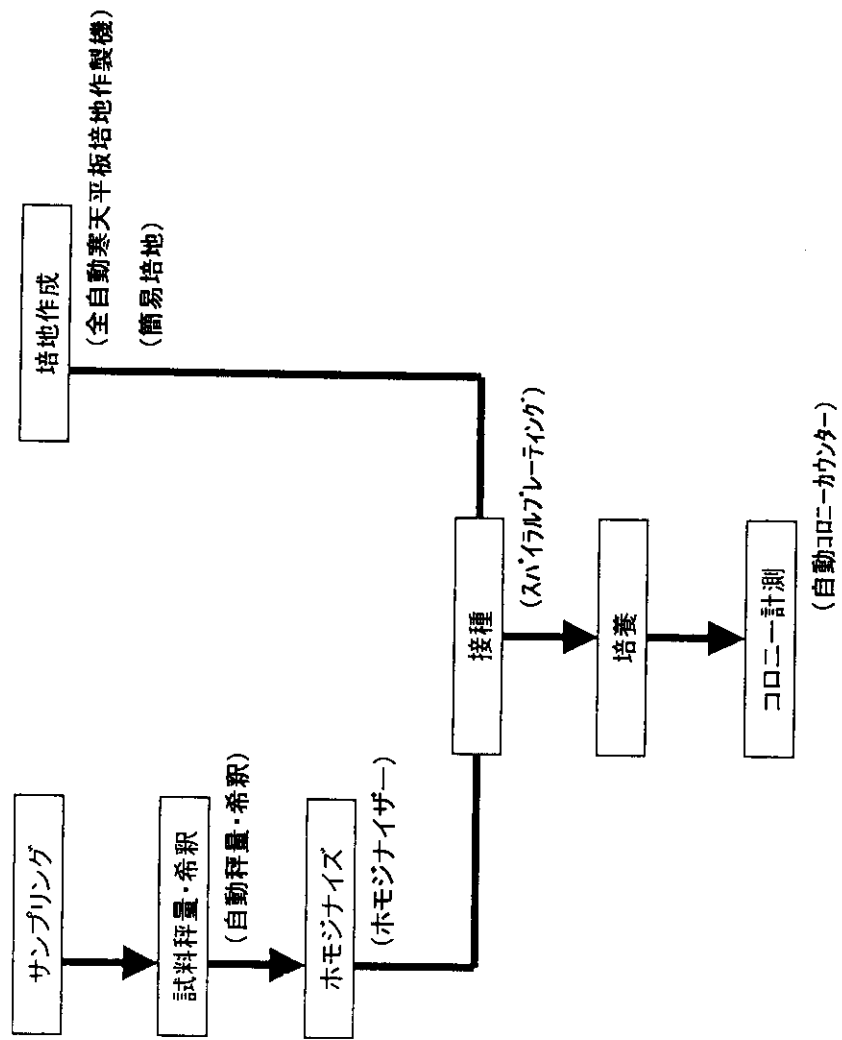 サンプリング
試料秤量・希釈
(自動秤量・希釈)
ホモジナイズ
(ホモジナイザー)
培地作成
(全自動寒天平板培地作製機)
(簡易培地)
接種
(スパイラルプレーティング)
培養
コロニー計測
(自動コロニーカウンター)